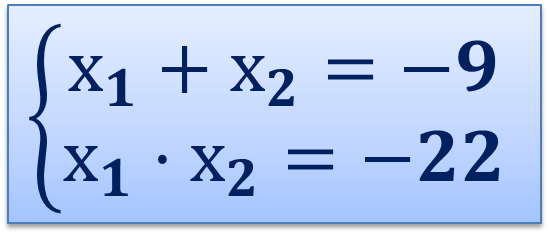 x₁ + x₂ = −9
x₁ · x₂ = −22